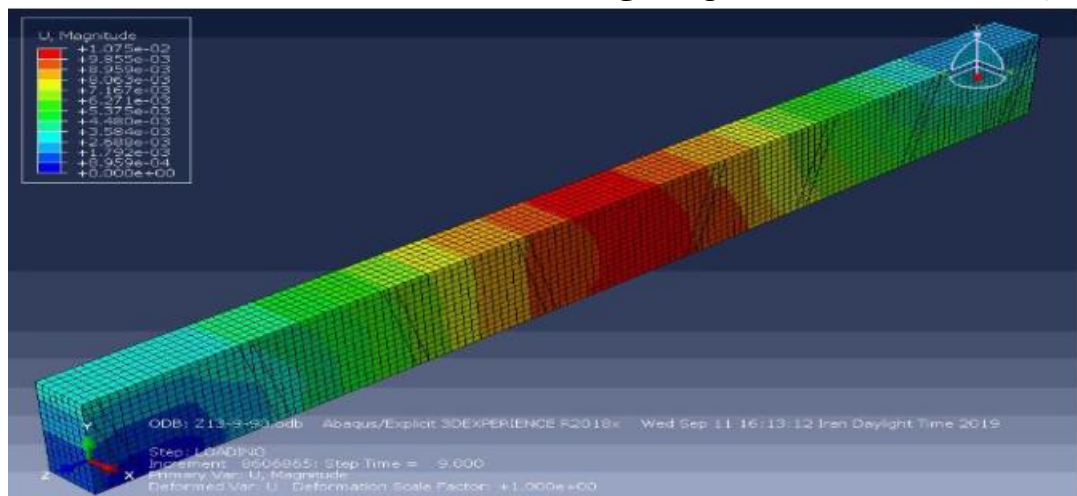 U, Magnitude
+1.075e-02
+9.855e-03
+8.959e-03
+8.063e-03
+7.167e-03
+6.271e-03
+5.375e-03
+4.480e-03
+3.584e-03
+2.688e-03
+1.792e-03
+8.959e-04
+0.000e+00
Y
Y
Z
X
ODB: Z13-9-90.odb Abaqus/Explicit 3DEXPERIENCE R2018x Wed Sep 11 16:13:12 Iran Daylight Time 2019
Step: LOADING
Increment 8606865: Step Time = 9.000
Primary Var: U, Magnitude
Deformed Var: U Deformation Scale Factor: +1.000e+00